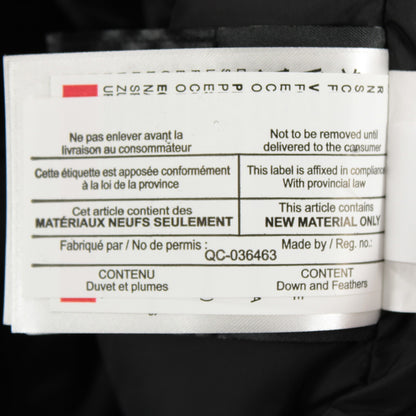 Ne pas enlever avant la
livraison au consommateur
Not to be removed until
delivered to the consumer
Cette étiquette est apposée conformément
à la loi de la province
This label is affixed in compliance
With provincial law
Cet article contient des
MATÉRIAUX NEUFS SEULEMENT
This article contains
NEW MATERIAL ONLY
Fabriqué par / No de permis :
Made by / Reg. no.:
QC-036463
CONTENU
Duvet et plumes
CONTENT
Down and Feathers